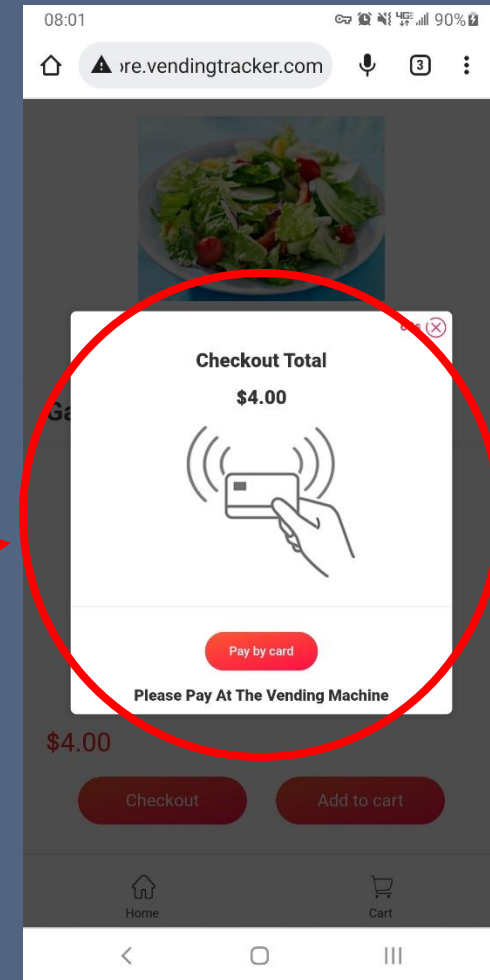 08:01
90%
re.vendingtracker.com
3
Checkout Total
$4.00
Pay by card
Please Pay At The Vending Machine
$4.00
Checkout
Add to cart
Home
Cart